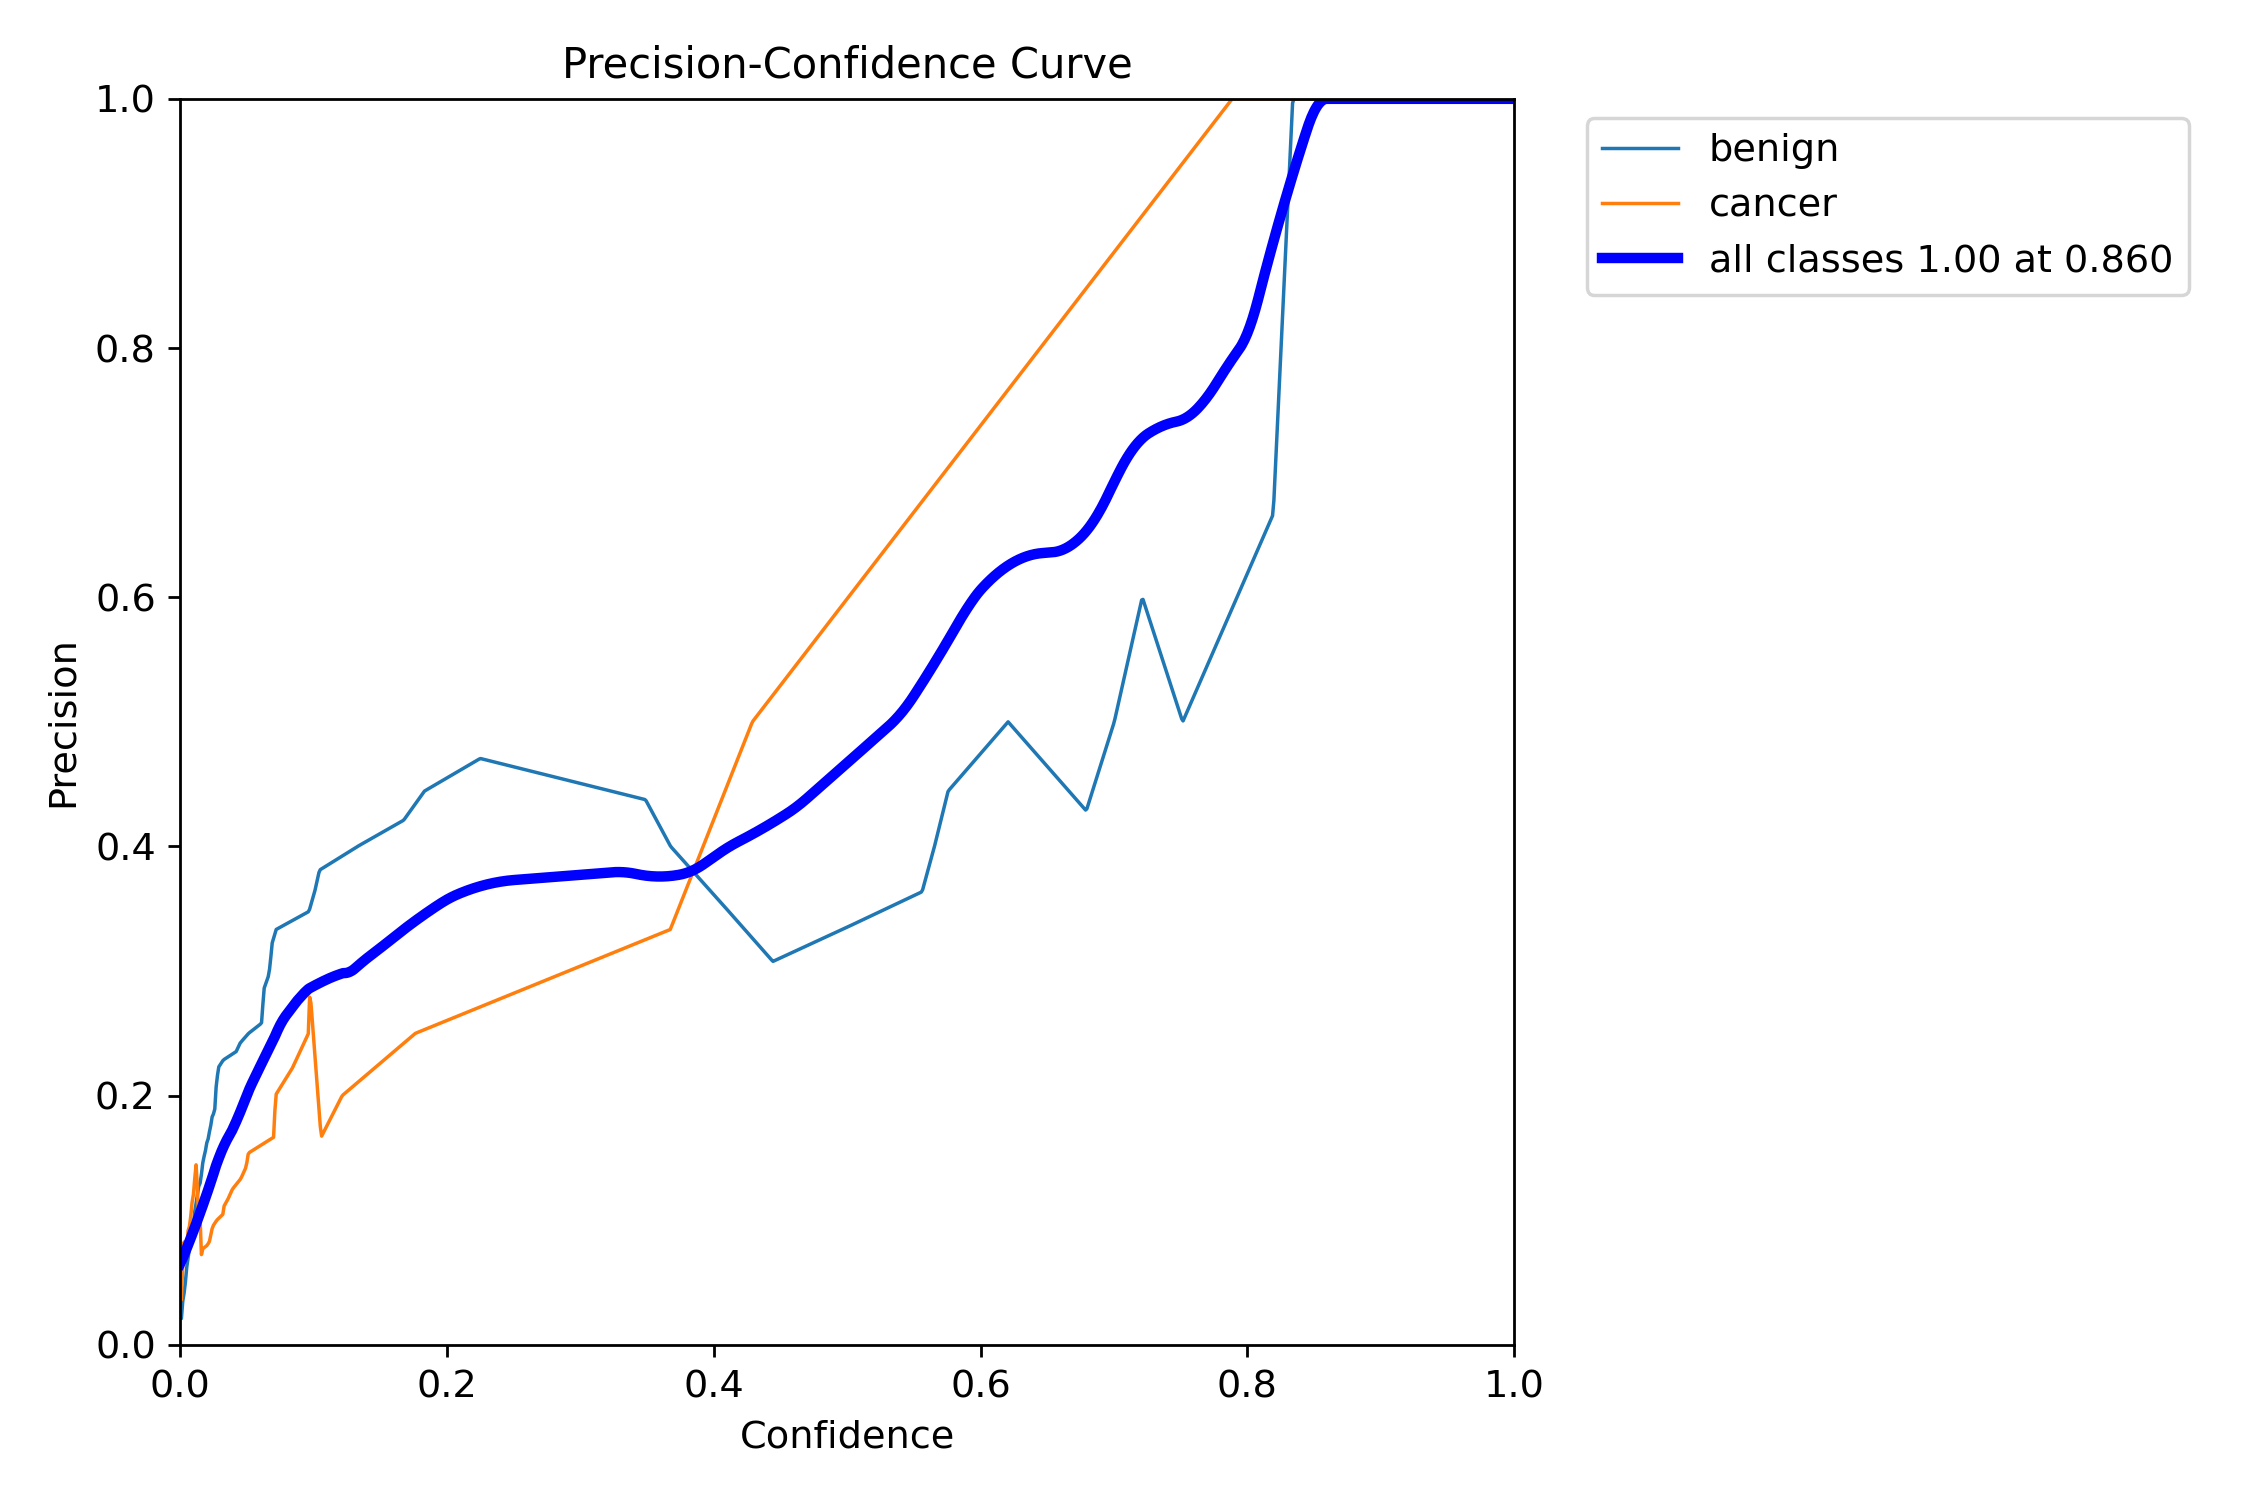 Precision-Confidence Curve
1.0
0.8
0.6
0.4
0.2
0.0
Precision
0.0 0.2 0.4 0.6 0.8 1.0
Confidence
benign
cancer
all classes 1.00 at 0.860